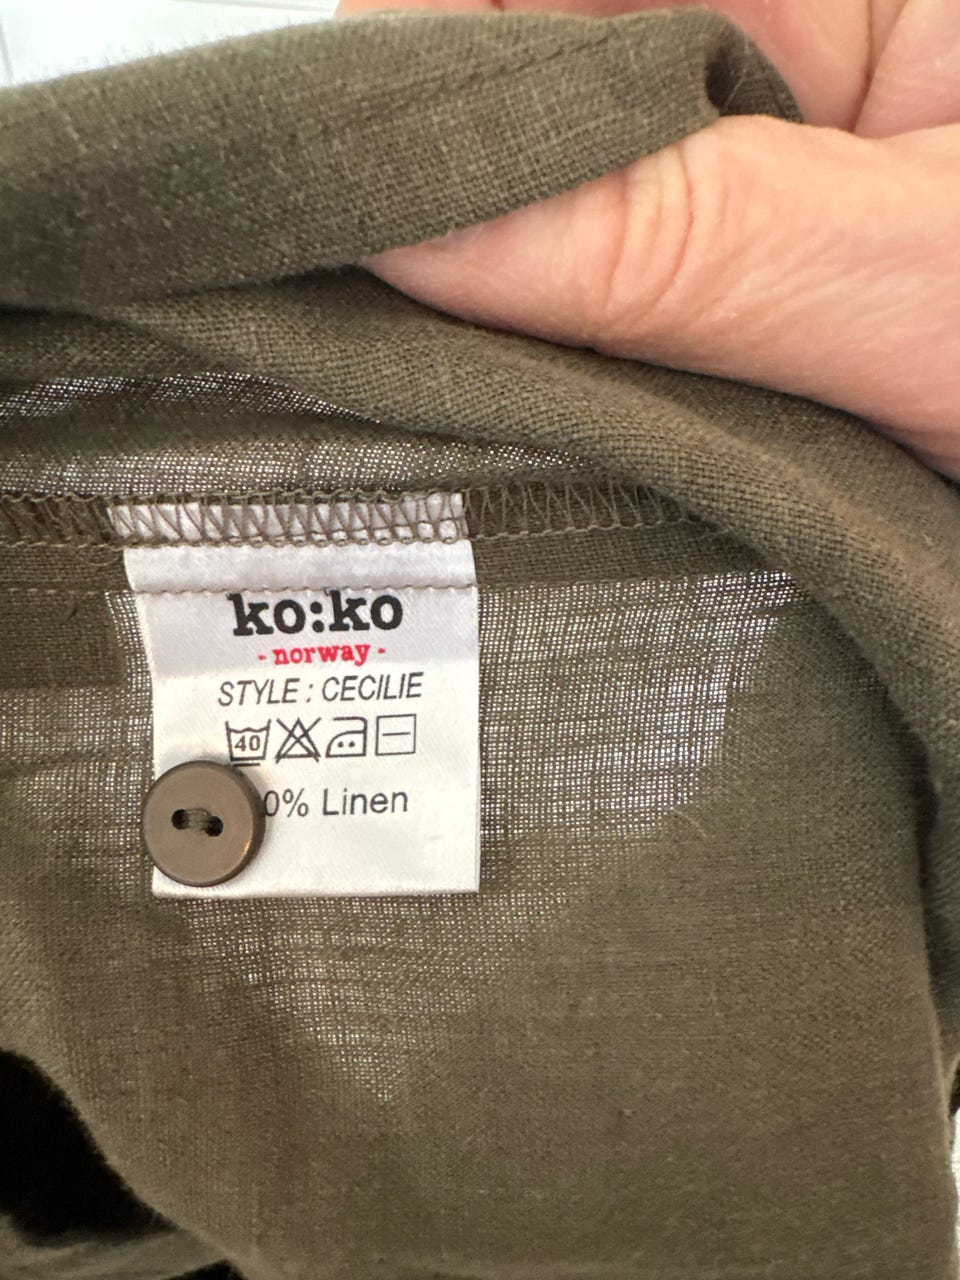 ko:ko
- norway -
STYLE : CECILIE
40
0% Linen